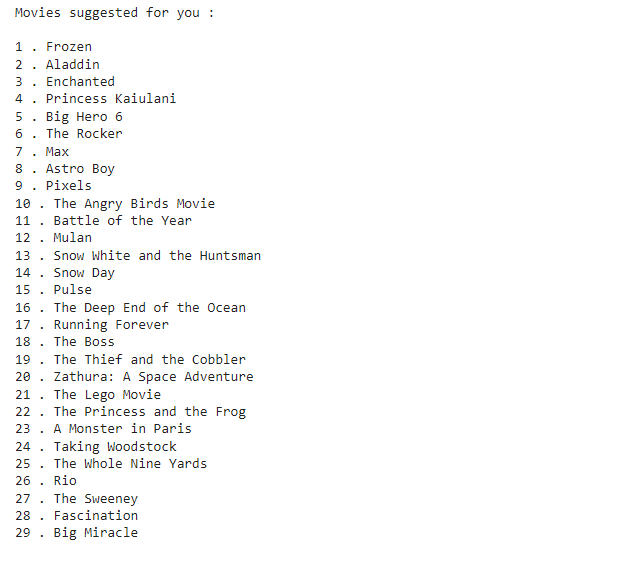 Movies suggested for you :
1 . Frozen
2 . Aladdin
3 . Enchanted
4 . Princess Kaiulani
5 . Big Hero 6
6 . The Rocker
7 . Max
8 . Astro Boy
9 . Pixels
10 . The Angry Birds Movie
11 . Battle of the Year
12 . Mulan
13 . Snow White and the Huntsman
14 . Snow Day
15 . Pulse
16 . The Deep End of the Ocean
17 . Running Forever
18 . The Boss
19 . The Thief and the Cobbler
20 . Zathura: A Space Adventure
21 . The Lego Movie
22 . The Princess and the Frog
23 . A Monster in Paris
24 . Taking Woodstock
25 . The Whole Nine Yards
26 . Rio
27 . The Sweeney
28 . Fascination
29 . Big Miracle